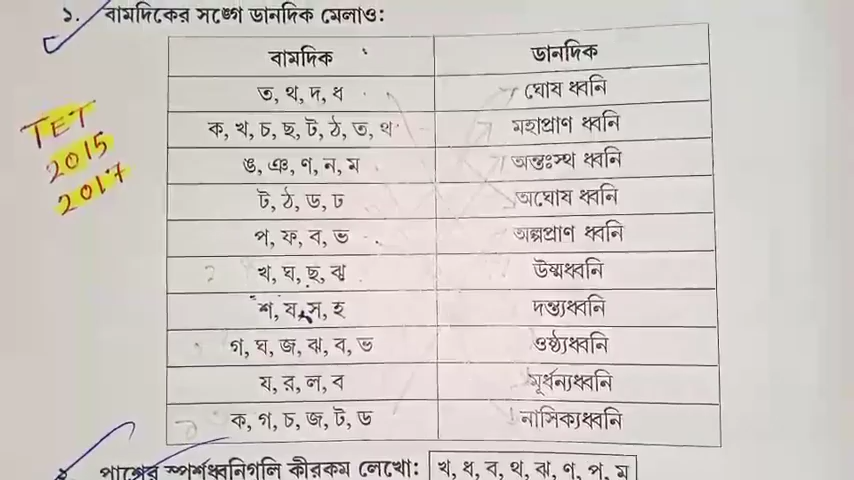 ১. বামদিকের সঙ্গে ডানদিক মেলাও:
বামদিক ডানদিক
ত, থ, দ, ধ ঘোষ ধ্বনি
ক, খ, চ, ছ, ট, ঠ, ত, থ মহাপ্রাণ ধ্বনি
ঙ, ঞ, ণ, ন, ম অন্তঃস্থ ধ্বনি
ট, ঠ, ড, ঢ অঘোষ ধ্বনি
প, ফ, ব, ভ অল্পপ্রাণ ধ্বনি
খ, ঘ, ছ, ঝ উষ্মধ্বনি
শ, ষ, স, হ দন্ত্যধ্বনি
গ, ঘ, জ, ঝ, ব, ভ ওষ্ঠ্যধ্বনি
য, র, ল, ব মূর্ধন্যধ্বনি
ক, গ, চ, জ, ট, ড নাসিক্যধ্বনি
TET
2015
2017
পাশের স্পর্শধ্বনিগুলি কীরকম লেখো: খ, ধ, ব, থ, ঝ, ণ, প, ম